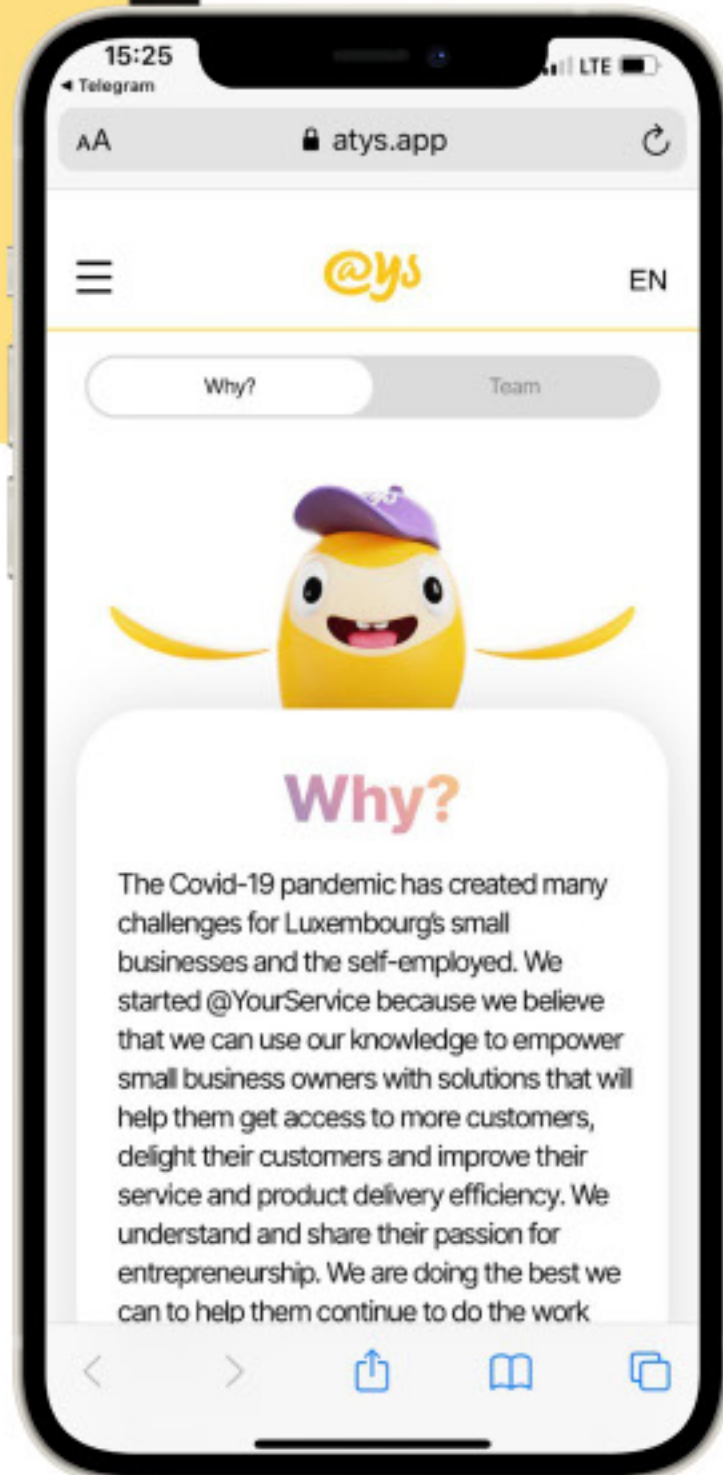 15:25
◄ Telegram
LTE
AA
atys.app
@ys
EN
Why?
Team
ys
Why?
The Covid-19 pandemic has created many
challenges for Luxembourg's small
businesses and the self-employed. We
started @YourService because we believe
that we can use our knowledge to empower
small business owners with solutions that will
help them get access to more customers,
delight their customers and improve their
service and product delivery efficiency. We
understand and share their passion for
entrepreneurship. We are doing the best we
can to help them continue to do the work